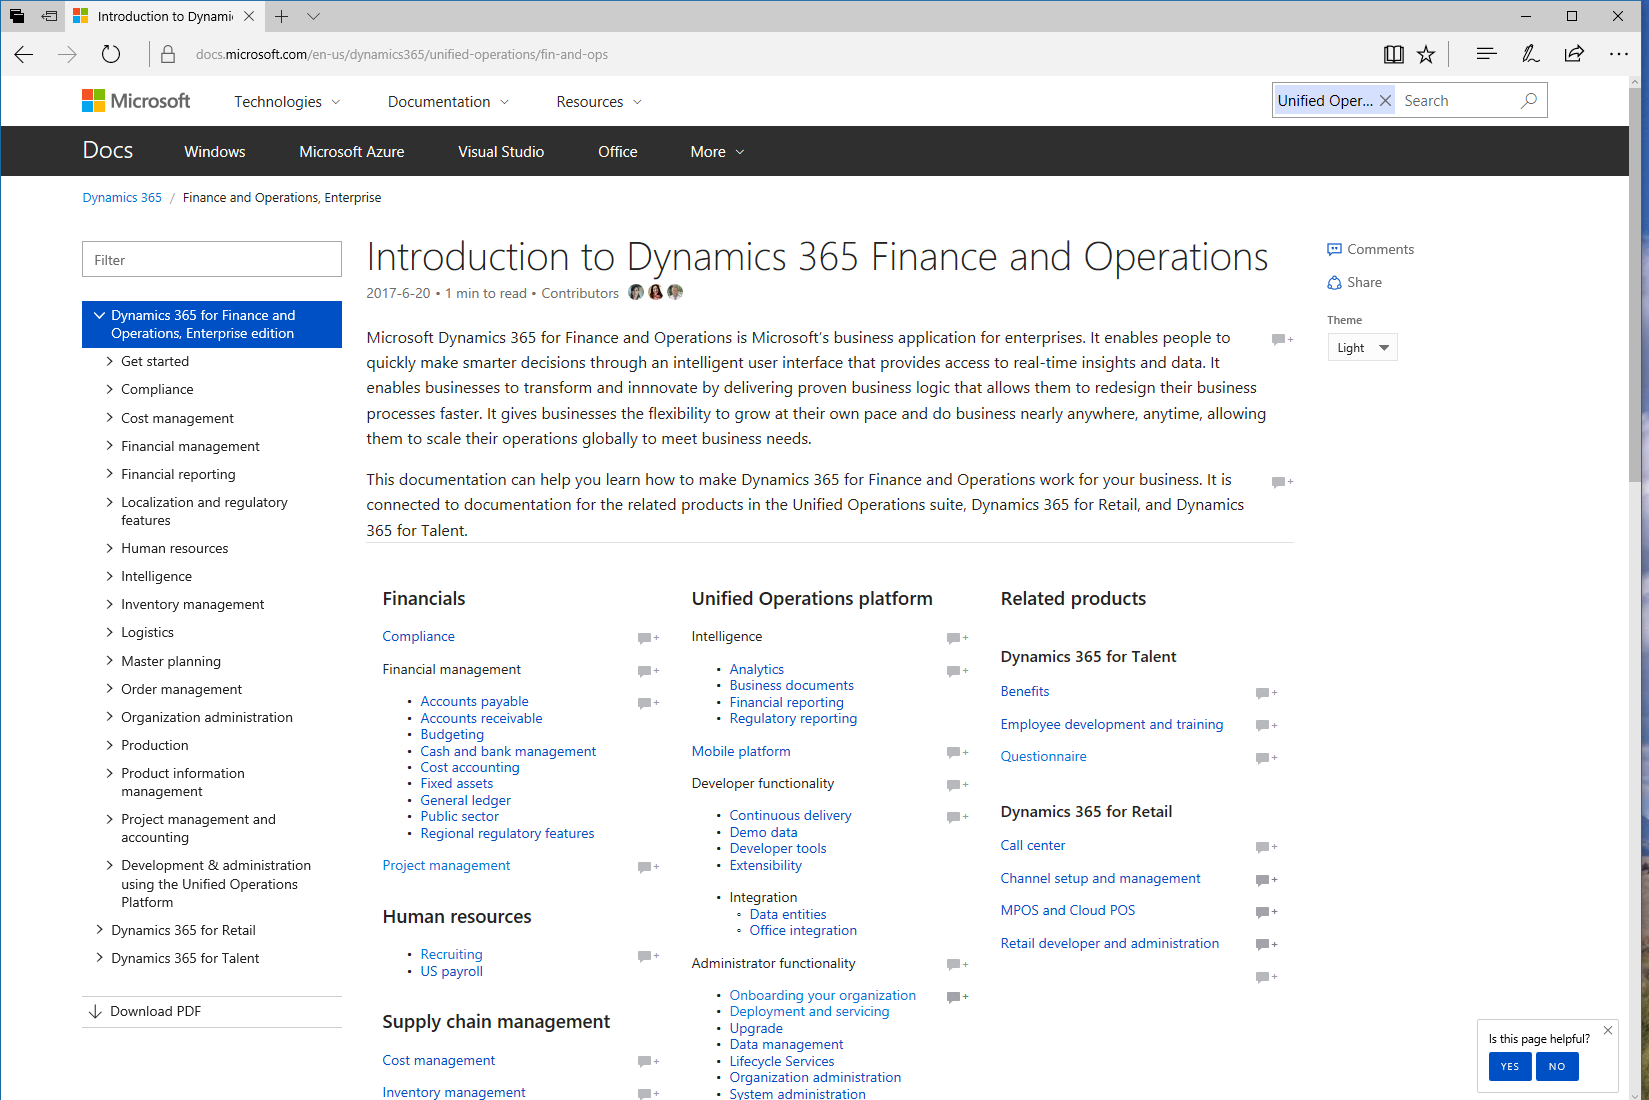 Introduction to Dynami
docs.microsoft.com/en-us/dynamics365/unified-operations/fin-and-ops
Microsoft
Technologies
Documentation
Resources
Unified Oper...
Search
Docs
Windows
Microsoft Azure
Visual Studio
Office
More
Dynamics 365 / Finance and Operations, Enterprise
Filter
Dynamics 365 for Finance and
Operations, Enterprise edition
Get started
Compliance
Cost management
Financial management
Financial reporting
Localization and regulatory
features
Human resources
Intelligence
Inventory management
Logistics
Master planning
Order management
Organization administration
Production
Product information
management
Project management and
accounting
Development & administration
using the Unified Operations
Platform
Dynamics 365 for Retail
Dynamics 365 for Talent
Download PDF
Introduction to Dynamics 365 Finance and Operations
2017-6-20 • 1 min to read • Contributors
Microsoft Dynamics 365 for Finance and Operations is Microsoft's business application for enterprises. It enables people to
quickly make smarter decisions through an intelligent user interface that provides access to real-time insights and data. It
enables businesses to transform and innnovate by delivering proven business logic that allows them to redesign their business
processes faster. It gives businesses the flexibility to grow at their own pace and do business nearly anywhere, anytime, allowing
them to scale their operations globally to meet business needs.
This documentation can help you learn how to make Dynamics 365 for Finance and Operations work for your business. It is
connected to documentation for the related products in the Unified Operations suite, Dynamics 365 for Retail, and Dynamics
365 for Talent.
Financials
Compliance
Financial management
• Accounts payable
• Accounts receivable
• Budgeting
• Cash and bank management
• Cost accounting
• Fixed assets
• General ledger
• Public sector
• Regional regulatory features
Project management
Human resources
• Recruiting
• US payroll
Supply chain management
Cost management
Inventory management
Unified Operations platform
Intelligence
• Analytics
• Business documents
• Financial reporting
• Regulatory reporting
Mobile platform
Developer functionality
• Continuous delivery
• Demo data
• Developer tools
• Extensibility
• Integration
◦ Data entities
◦ Office integration
Administrator functionality
• Onboarding your organization
• Deployment and servicing
• Upgrade
• Data management
• Lifecycle Services
• Organization administration
• System administration
Related products
Dynamics 365 for Talent
Benefits
Employee development and training
Questionnaire
Dynamics 365 for Retail
Call center
Channel setup and management
MPOS and Cloud POS
Retail developer and administration
Comments
Share
Theme
Light
Is this page helpful?
YES
NO